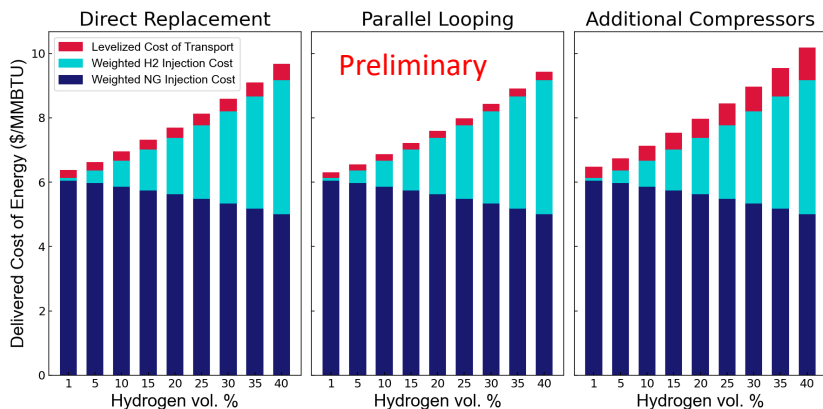 Direct Replacement
Parallel Looping
Additional Compressors
Delivered Cost of Energy ($/MMBTU)
10
8
6
4
2
0
Levelized Cost of Transport
Weighted H2 Injection Cost
Weighted NG Injection Cost
Preliminary
1 5 10 15 20 25 30 35 40
1 5 10 15 20 25 30 35 40
1 5 10 15 20 25 30 35 40
Hydrogen vol. %
Hydrogen vol. %
Hydrogen vol. %